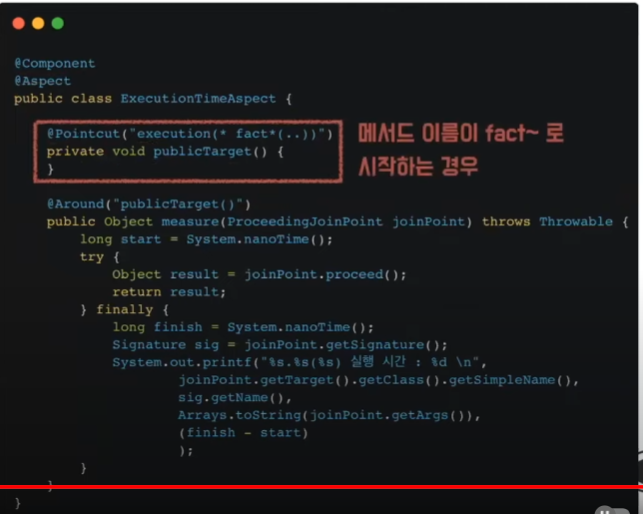 @Component
@Aspect
public class ExecutionTimeAspect {
@Pointcut("execution(* fact*(..))")
private void publicTarget() {
}
메서드 이름이 fact~ 로
시작하는 경우
@Around("publicTarget()")
public Object measure(ProceedingJoinPoint joinPoint) throws Throwable {
long start = System.nanoTime();
try {
Object result = joinPoint.proceed();
return result;
} finally {
long finish = System.nanoTime();
Signature sig = joinPoint.getSignature();
System.out.printf("%s.%s(%s) 실행 시간 : %d \n",
joinPoint.getTarget().getClass().getSimpleName(),
sig.getName(),
Arrays.toString(joinPoint.getArgs()),
(finish - start)
);
}
}
}